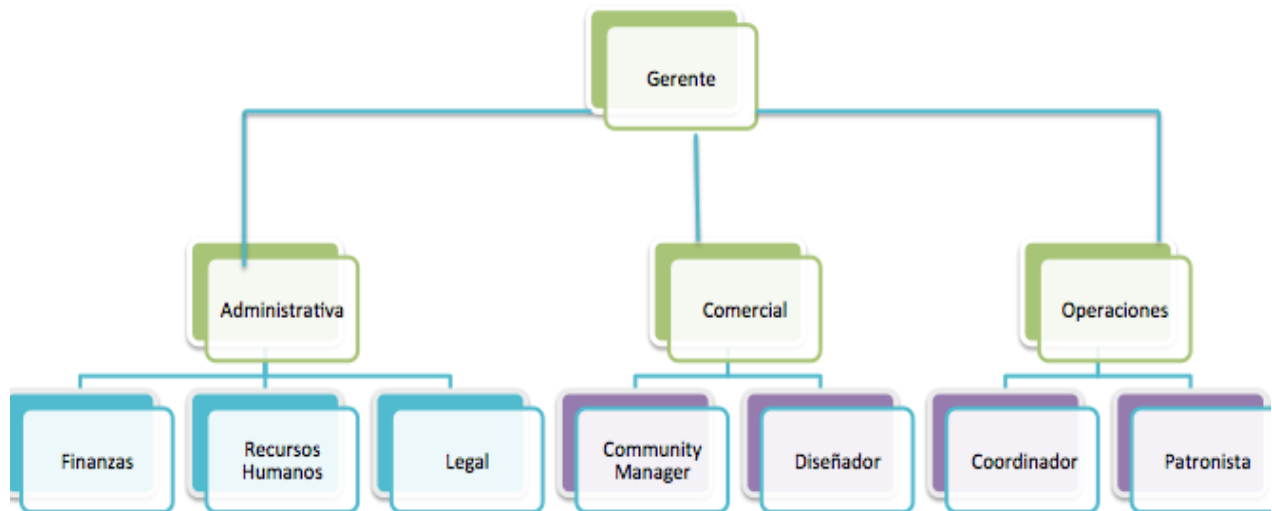 Gerente
Administrativa
Comercial
Operaciones
Finanzas
Recursos
Humanos
Legal
Community
Manager
Diseñador
Coordinador
Patronista